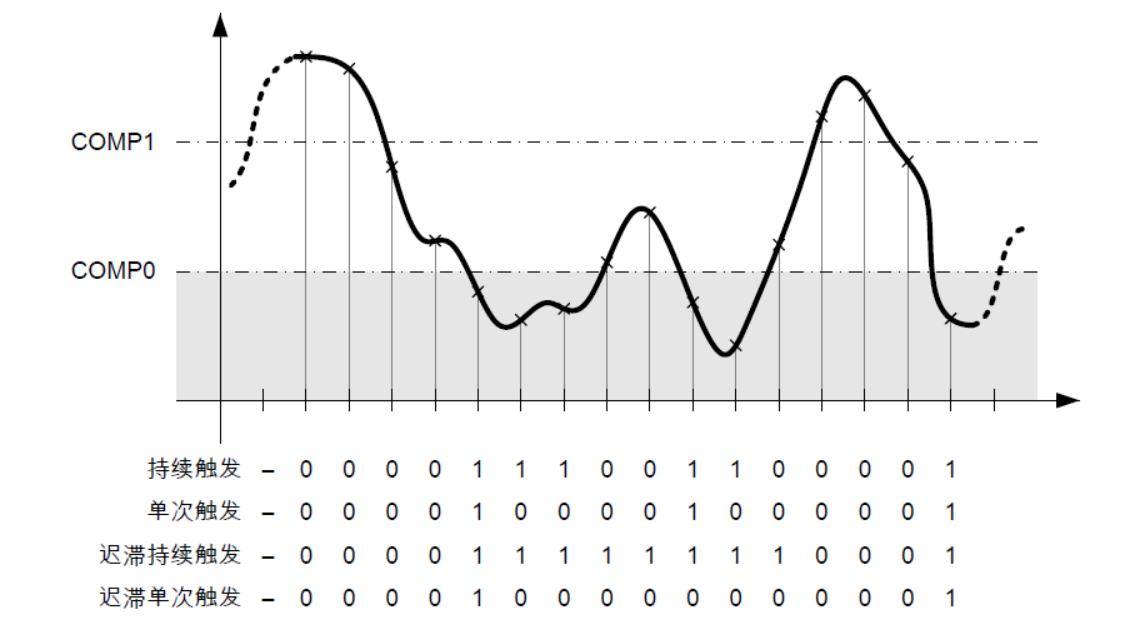 COMP1
COMP0
持续触发 – 0 0 0 0 1 1 1 0 0 1 1 0 0 0 0 1
单次触发 – 0 0 0 0 1 0 0 0 0 1 0 0 0 0 0 1
迟滞持续触发 – 0 0 0 0 1 1 1 1 1 1 1 1 0 0 0 1
迟滞单次触发 – 0 0 0 0 1 0 0 0 0 0 0 0 0 0 0 1